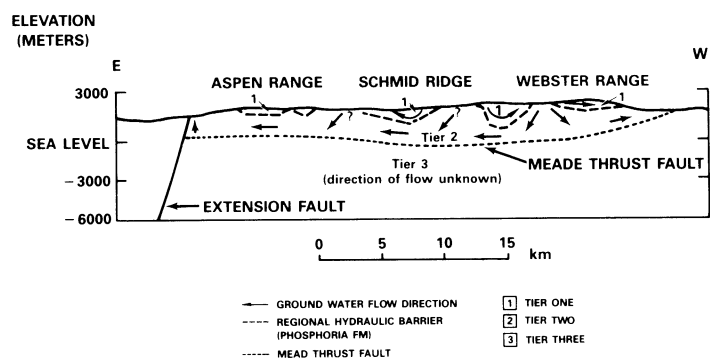 ELEVATION
(METERS)
E
W
ASPEN RANGE
SCHMID RIDGE
WEBSTER RANGE
3000
1
1
1
1
?
?
SEA LEVEL
Tier 2
Tier 3
(direction of flow unknown)
MEADE THRUST FAULT
−3000
−6000
EXTENSION FAULT
0 5 10 15
km
GROUND WATER FLOW DIRECTION
REGIONAL HYDRAULIC BARRIER
(PHOSPHORIA FM)
MEAD THRUST FAULT
1 TIER ONE
2 TIER TWO
3 TIER THREE